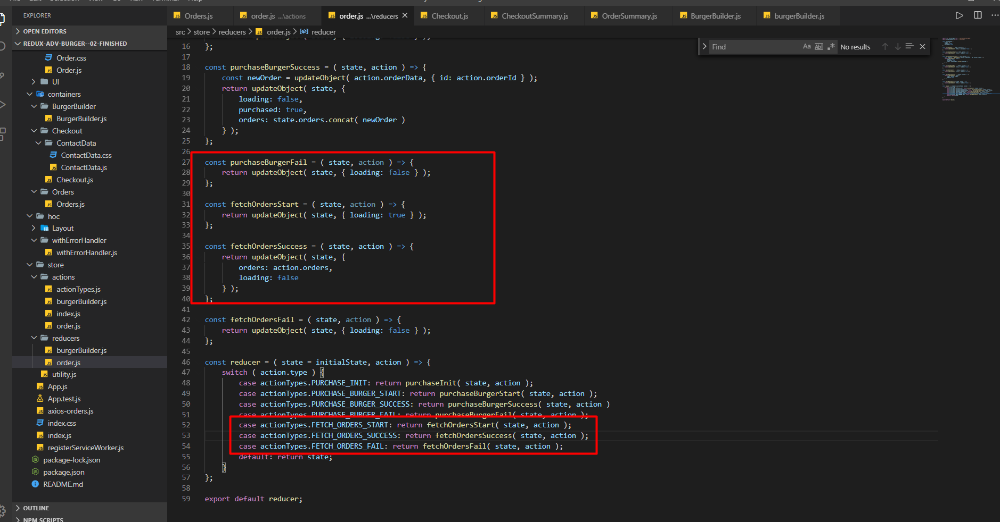 EXPLORER
OPEN EDITORS
REDUX-ADV-BURGER--02-FINISHED
Order.css
Order.js
UI
containers
BurgerBuilder
BurgerBuilder.js
Checkout
ContactData
ContactData.css
ContactData.js
Checkout.js
Orders
Orders.js
hoc
Layout
withErrorHandler
withErrorHandler.js
store
actions
actionTypes.js
burgerBuilder.js
index.js
order.js
reducers
burgerBuilder.js
order.js
utility.js
App.js
App.test.js
axios-orders.js
index.css
index.js
registerServiceWorker.js
package-lock.json
package.json
README.md
OUTLINE
NPM SCRIPTS
Orders.js
order.js ...\actions
order.js ...\reducers
Checkout.js
CheckoutSummary.js
OrderSummary.js
BurgerBuilder.js
burgerBuilder.js
src > store > reducers > order.js > reducer
Find
Aa
No results
16 };
17
18 const purchaseBurgerSuccess = ( state, action ) => {
19 const newOrder = updateObject( action.orderData, { id: action.orderId } );
20 return updateObject( state, {
21 loading: false,
22 purchased: true,
23 orders: state.orders.concat( newOrder )
24 } );
25 };
26
27 const purchaseBurgerFail = ( state, action ) => {
28 return updateObject( state, { loading: false } );
29 };
30
31 const fetchOrdersStart = ( state, action ) => {
32 return updateObject( state, { loading: true } );
33 };
34
35 const fetchOrdersSuccess = ( state, action ) => {
36 return updateObject( state, {
37 orders: action.orders,
38 loading: false
39 } );
40 };
41
42 const fetchOrdersFail = ( state, action ) => {
43 return updateObject( state, { loading: false } );
44 };
45
46 const reducer = ( state = initialState, action ) => {
47 switch ( action.type ) {
48 case actionTypes.PURCHASE_INIT: return purchaseInit( state, action );
49 case actionTypes.PURCHASE_BURGER_START: return purchaseBurgerStart( state, action );
50 case actionTypes.PURCHASE_BURGER_SUCCESS: return purchaseBurgerSuccess( state, action )
51 case actionTypes.PURCHASE_BURGER_FAIL: return purchaseBurgerFail( state, action );
52 case actionTypes.FETCH_ORDERS_START: return fetchOrdersStart( state, action );
53 case actionTypes.FETCH_ORDERS_SUCCESS: return fetchOrdersSuccess( state, action );
54 case actionTypes.FETCH_ORDERS_FAIL: return fetchOrdersFail( state, action );
55 default: return state;
56 }
57 };
58
59 export default reducer;